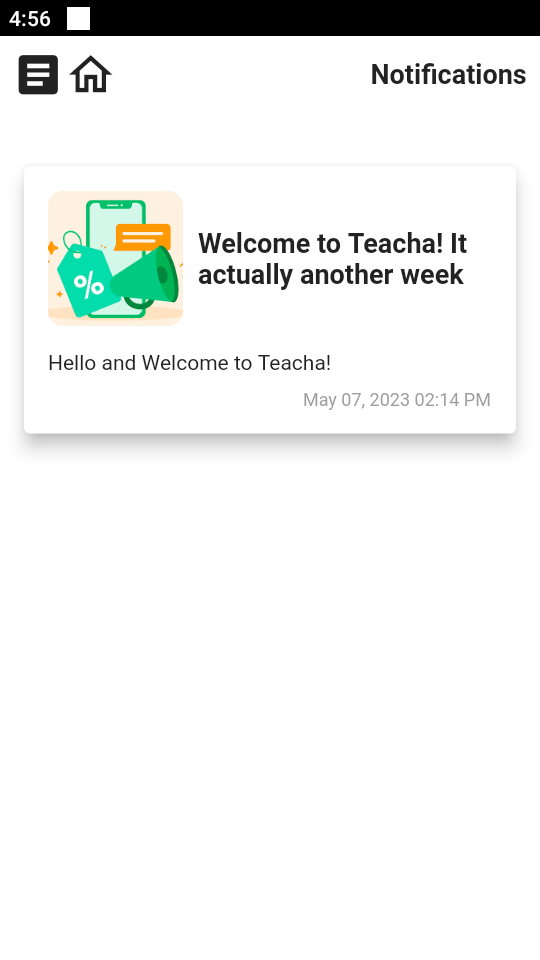 4:56
Notifications
%
Welcome to Teacha! It
actually another week
Hello and Welcome to Teacha!
May 07, 2023 02:14 PM